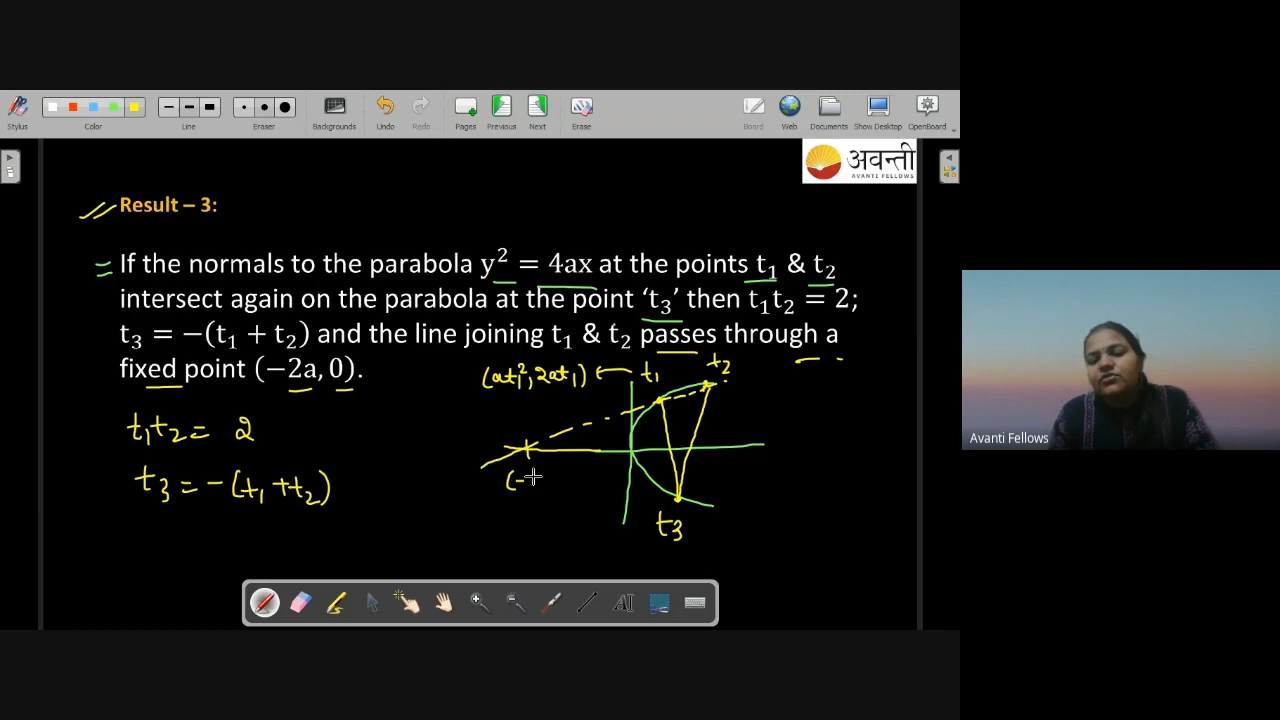 Stylus
Color
Line
Eraser
Backgrounds
Undo
Redo
Pages
Previous
Next
Erase
Board
Web
Documents
Show Desktop
OpenBoard
अवन्ती
AVANTI FELLOWS
Result – 3:
If the normals to the parabola y² = 4ax at the points t₁ & t₂
intersect again on the parabola at the point ‘t₃’ then t₁t₂ = 2;
t₃ = −(t₁ + t₂) and the line joining t₁ & t₂ passes through a
fixed point (−2a, 0).
(at₁², 2at₁) ← t₁
t₂
t₁t₂ = 2
t₃ = -(t₁ + t₂)
(-
t₃
AI
Avanti Fellows